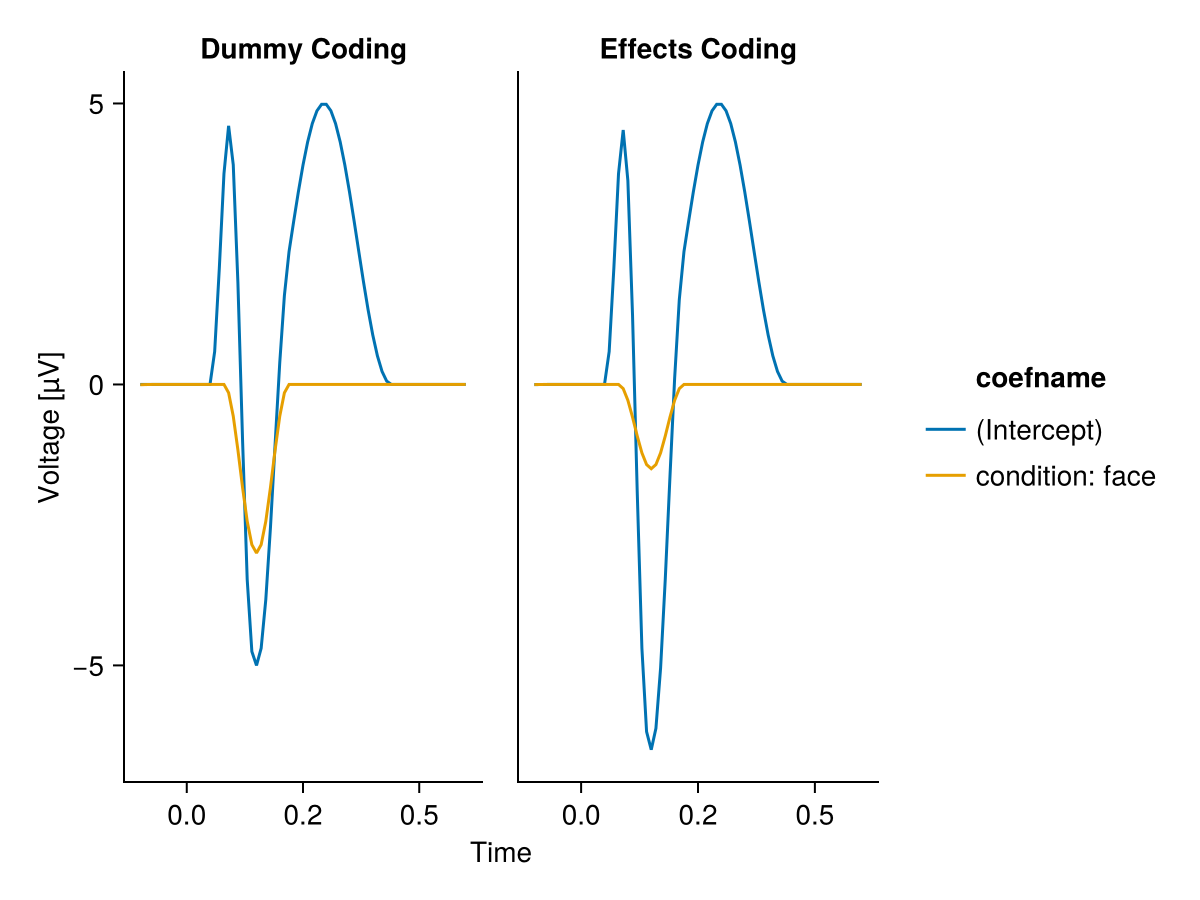 Dummy Coding
Effects Coding
5
0
−5
Voltage [µV]
0.0 0.2 0.5
0.0 0.2 0.5
Time
coefname
(Intercept)
condition: face